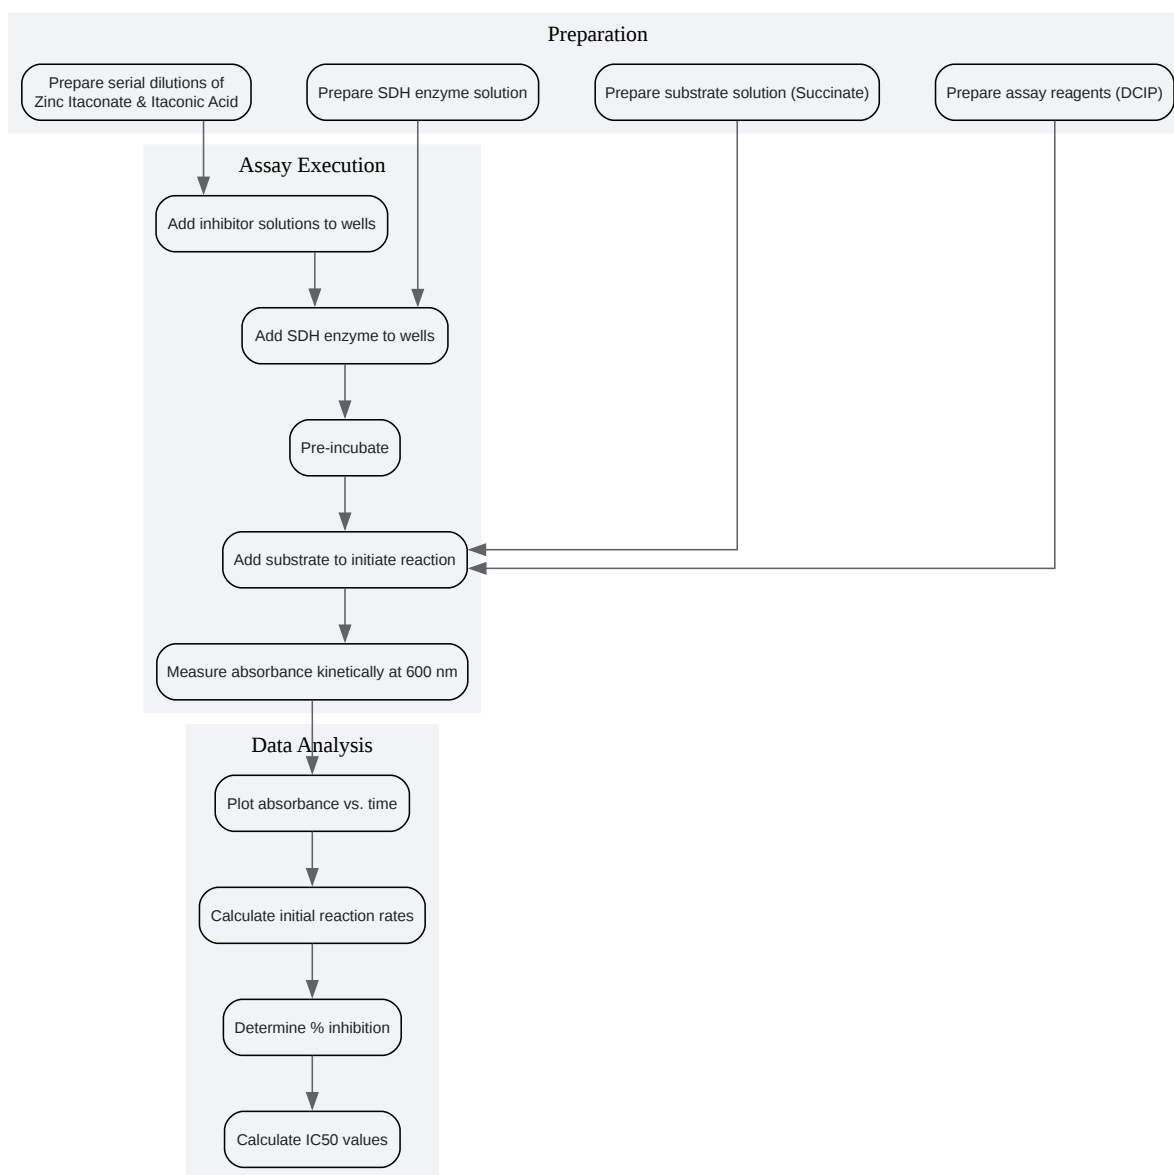 Preparation
Prepare serial dilutions of
Zinc Itaconate & Itaconic Acid
Prepare SDH enzyme solution
Prepare substrate solution (Succinate)
Prepare assay reagents (DCIP)
Assay Execution
Add inhibitor solutions to wells
Add SDH enzyme to wells
Pre-incubate
Add substrate to initiate reaction
Measure absorbance kinetically at 600 nm
Data Analysis
Plot absorbance vs. time
Calculate initial reaction rates
Determine % inhibition
Calculate IC50 values